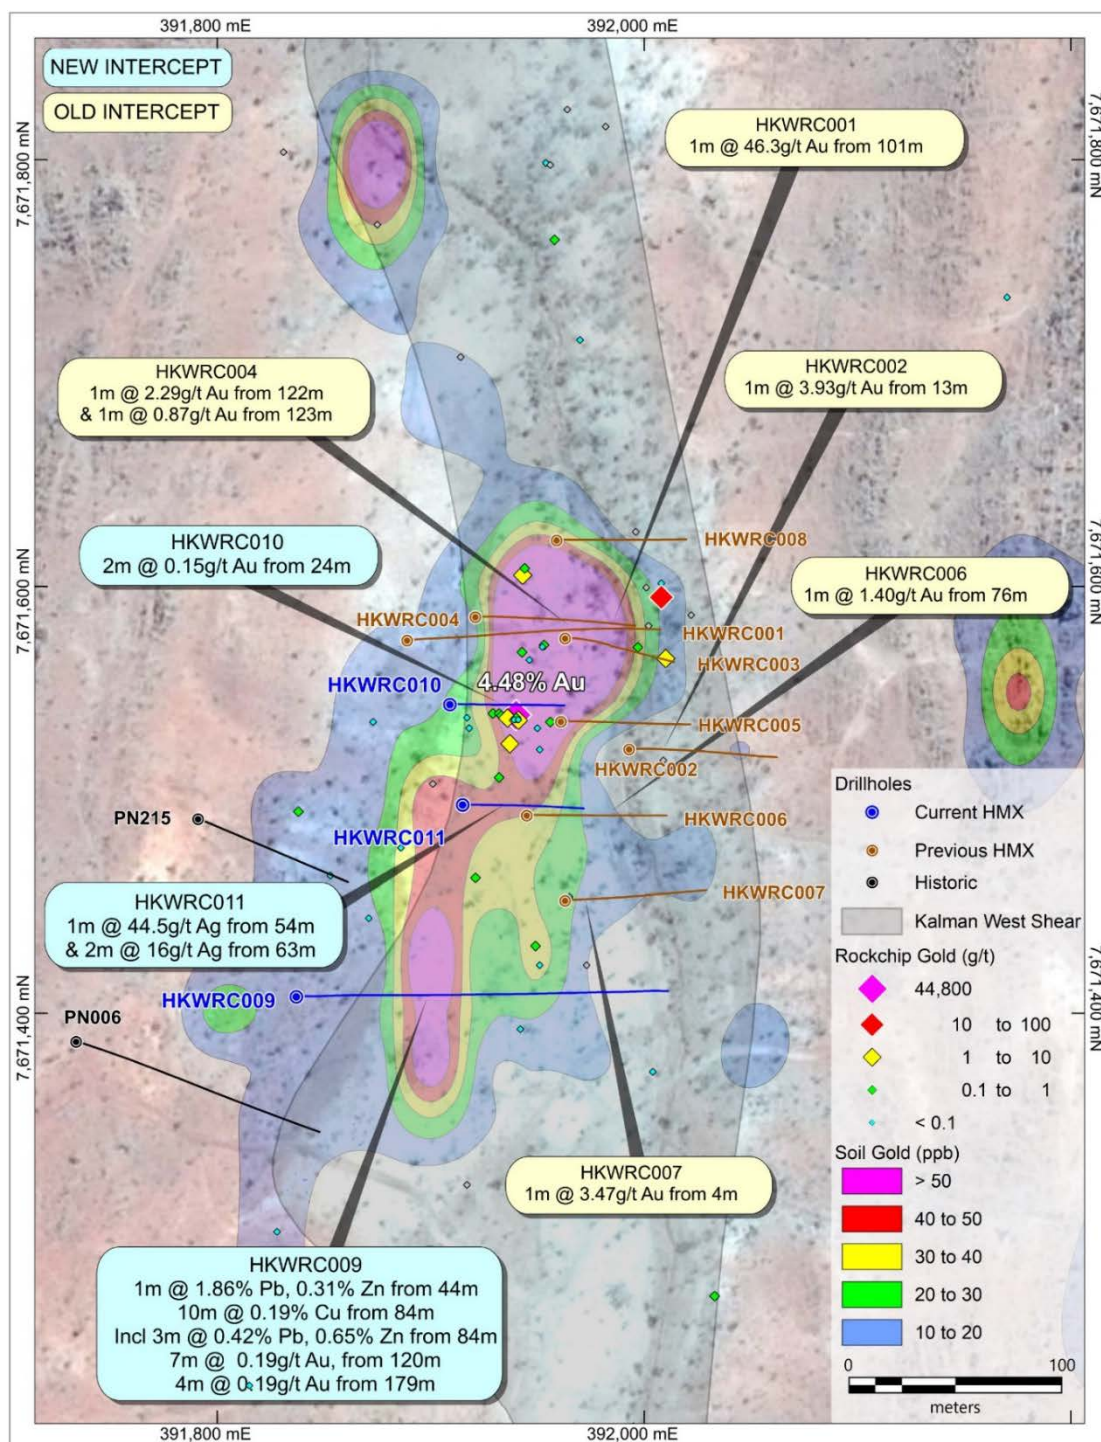 391,800 mE
392,000 mE
NEW INTERCEPT
OLD INTERCEPT
7,671,800 mN
7,671,800 mN
HKWRC001
1m @ 46.3g/t Au from 101m
HKWRC004
1m @ 2.29g/t Au from 122m
& 1m @ 0.87g/t Au from 123m
HKWRC002
1m @ 3.93g/t Au from 13m
HKWRC010
2m @ 0.15g/t Au from 24m
HKWRC008
7,671,600 mN
7,671,600 mN
HKWRC006
1m @ 1.40g/t Au from 76m
HKWRC004
HKWRC001
HKWRC003
HKWRC010
4.48% Au
HKWRC005
HKWRC002
PN215
HKWRC011
HKWRC006
HKWRC007
HKWRC011
1m @ 44.5g/t Ag from 54m
& 2m @ 16g/t Ag from 63m
HKWRC009
PN006
7,671,400 mN
7,671,400 mN
HKWRC007
1m @ 3.47g/t Au from 4m
HKWRC009
1m @ 1.86% Pb, 0.31% Zn from 44m
10m @ 0.19% Cu from 84m
Incl 3m @ 0.42% Pb, 0.65% Zn from 84m
7m @ 0.19g/t Au, from 120m
4m @ 0.19g/t Au from 179m
Drillholes
Current HMX
Previous HMX
Historic
Kalman West Shear
Rockchip Gold (g/t)
44,800
10 to 100
1 to 10
0.1 to 1
< 0.1
Soil Gold (ppb)
> 50
40 to 50
30 to 40
20 to 30
10 to 20
0 100
meters
391,800 mE
392,000 mE